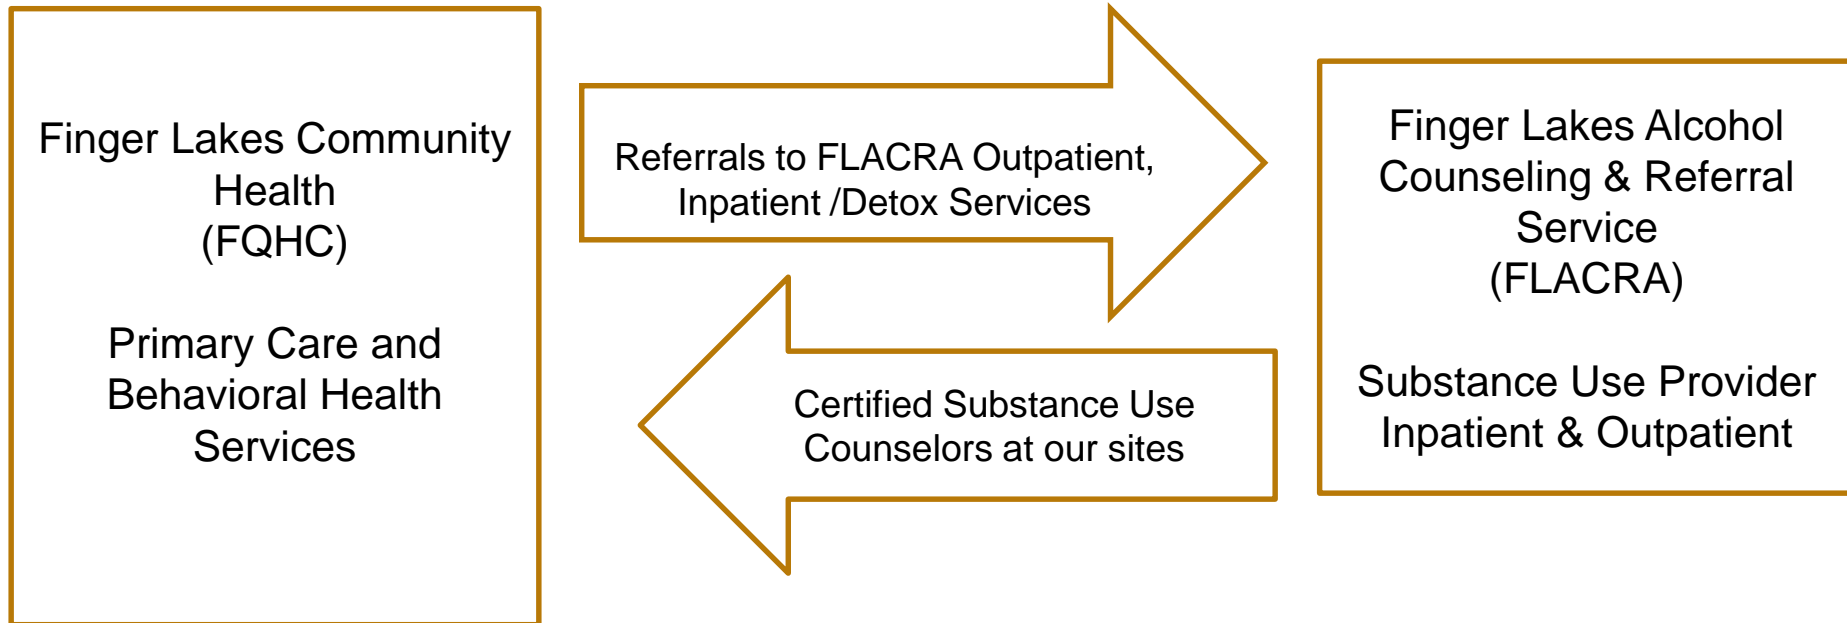 Finger Lakes Community
Health
(FQHC)
Primary Care and
Behavioral Health
Services
Referrals to FLACRA Outpatient,
Inpatient /Detox Services
Certified Substance Use
Counselors at our sites
Finger Lakes Alcohol
Counseling & Referral
Service
(FLACRA)
Substance Use Provider
Inpatient & Outpatient